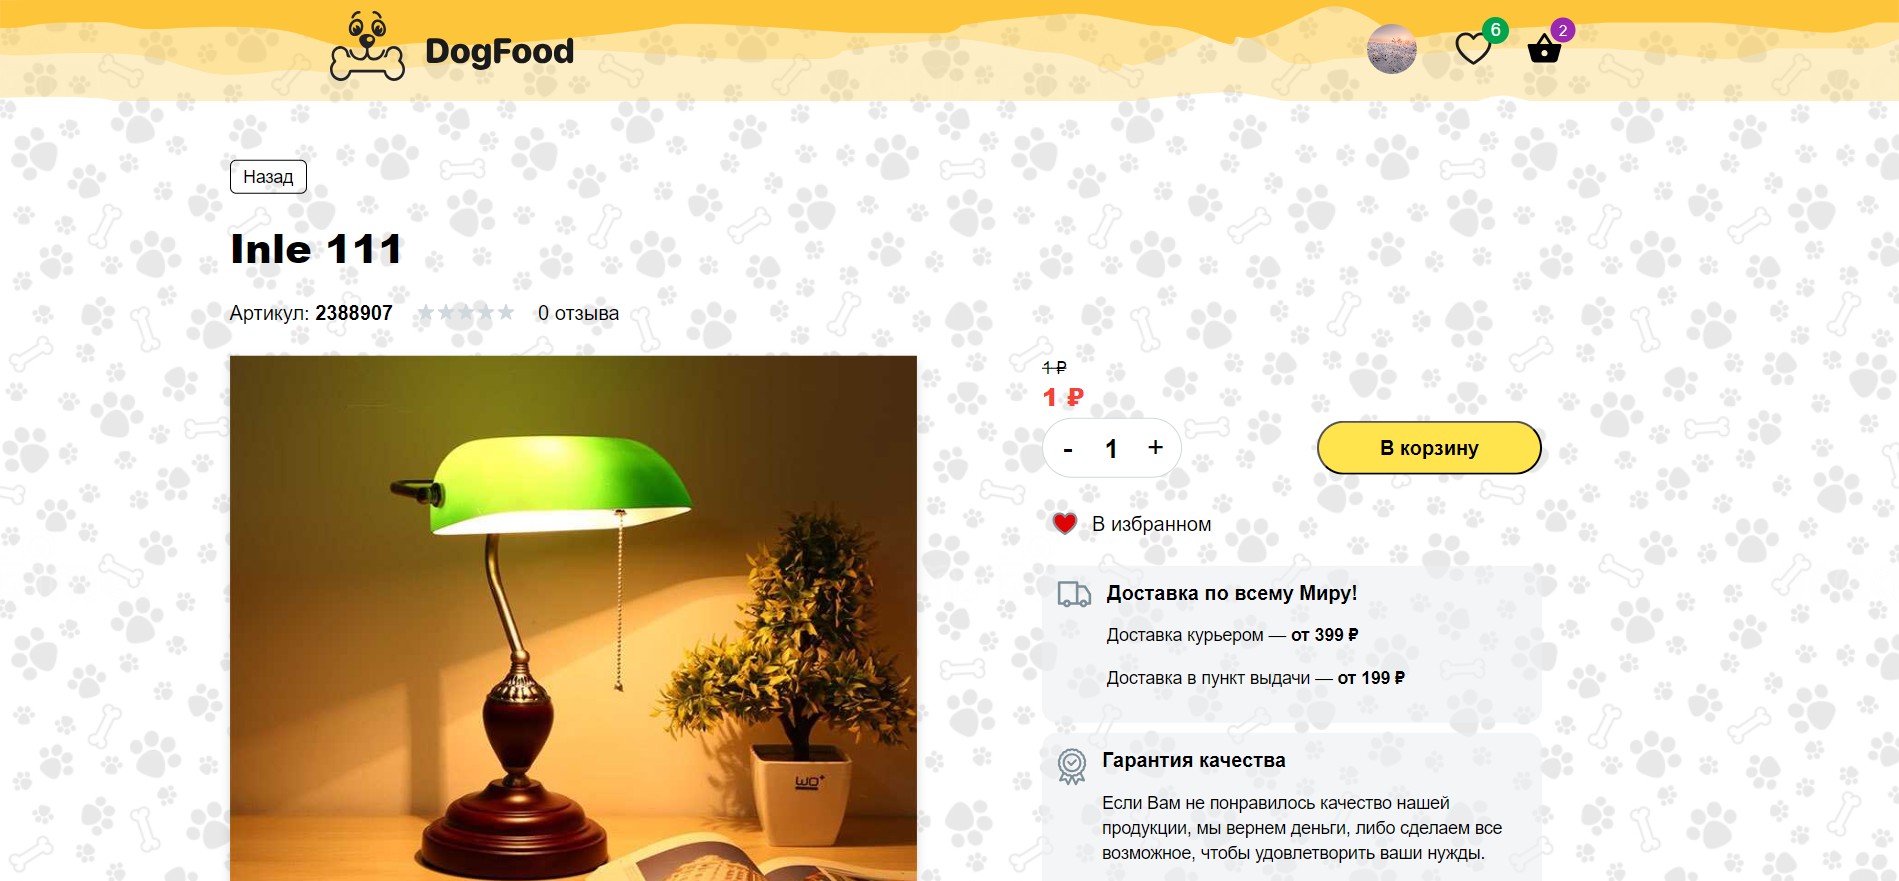 DogFood
6
2
Назад
Inle 111
Артикул: 2388907
0 отзыва
1 ₽
1 ₽
- 1 +
В корзину
В избранном
Доставка по всему Миру!
Доставка курьером — от 399 ₽
Доставка в пункт выдачи — от 199 ₽
Гарантия качества
Если Вам не понравилось качество нашей
продукции, мы вернем деньги, либо сделаем все
возможное, чтобы удовлетворить ваши нужды.
WO+